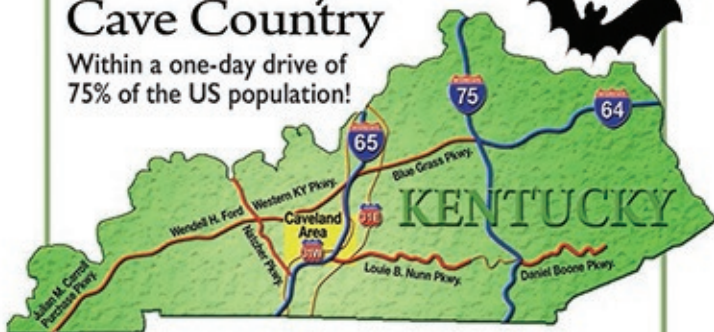 Cave Country
Within a one-day drive of
75% of the US population!
75
64
65
Blue Grass Pkwy.
KENTUCKY
Western KY Pkwy.
Wendell H. Ford
Caveland
Area
31E
31W
Natcher Pkwy.
Louie B. Nunn Pkwy.
Daniel Boone Pkwy.
Julian M. Carroll
Purchase Pkwy.